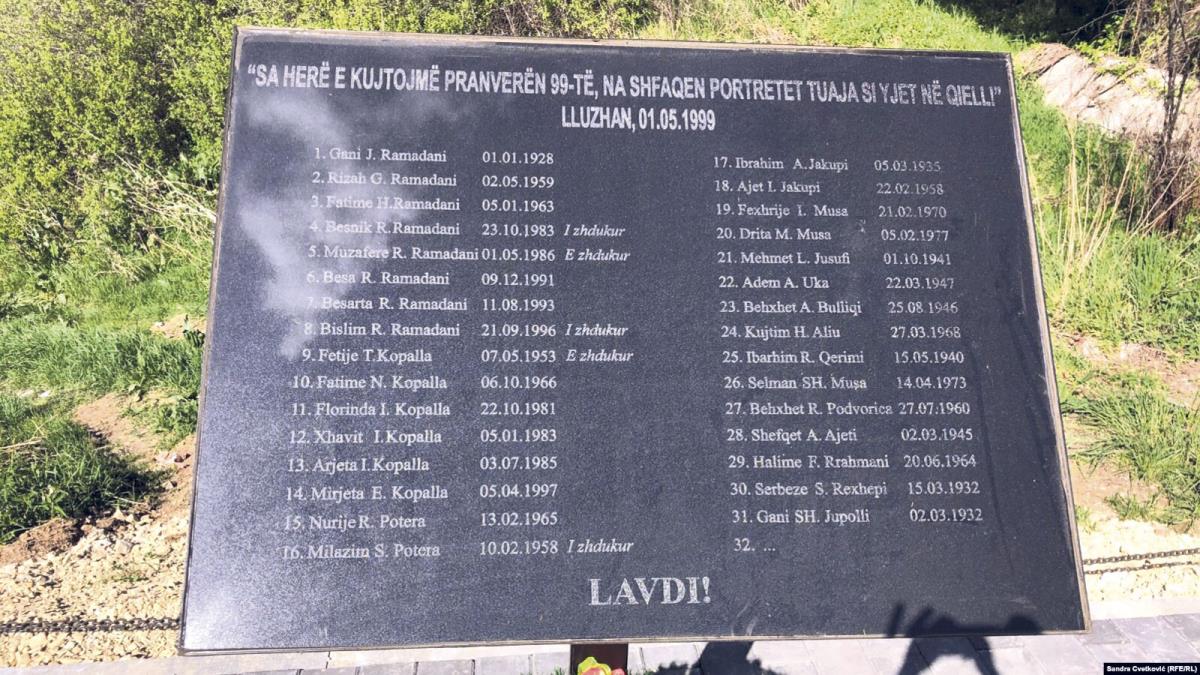 “SA HERË E KUJTOJMË PRANVERËN 99-TË, NA SHFAQEN PORTRETET TUAJA SI YJET NË QIELLI”
LLUZHAN, 01.05.1999
1. Gani J. Ramadani 01.01.1928
2. Rizah G. Ramadani 02.05.1959
3. Fatime H.Ramadani 05.01.1963
4. Besnik R.Ramadani 23.10.1983 I zhdukur
5. Muzafere R. Ramadani 01.05.1986 E zhdukur
6. Besa R. Ramadani 09.12.1991
7. Besarta R. Ramadani 11.08.1993
8. Bislim R. Ramadani 21.09.1996 I zhdukur
9. Fetije T.Kopalla 07.05.1953 E zhdukur
10. Fatime N. Kopalla 06.10.1966
11. Florinda I. Kopalla 22.10.1981
12. Xhavit I.Kopalla 05.01.1983
13. Arjeta I.Kopalla 03.07.1985
14. Mirjeta E. Kopalla 05.04.1997
15. Nurije R. Potera 13.02.1965
16. Milazim S. Potera 10.02.1958 I zhdukur
17. Ibrahim A.Jakupi 05.03.1935
18. Ajet I. Jakupi 22.02.1958
19. Fexhrije I. Musa 21.02.1970
20. Drita M. Musa 05.02.1977
21. Mehmet L. Jusufi 01.10.1941
22. Adem A. Uka 22.03.1947
23. Behxhet A. Bulliqi 25.08.1946
24. Kujtim H. Aliu 27.03.1968
25. Ibarhim R. Qerimi 15.05.1940
26. Selman SH. Musa 14.04.1973
27. Behxhet R. Podvorica 27.07.1960
28. Shefqet A. Ajeti 02.03.1945
29. Halime F. Rrahmani 20.06.1964
30. Serbeze S. Rexhepi 15.03.1932
31. Gani SH. Jupolli 02.03.1932
32. ...
LAVDI!
Sandra Cvetković (RFE/RL)